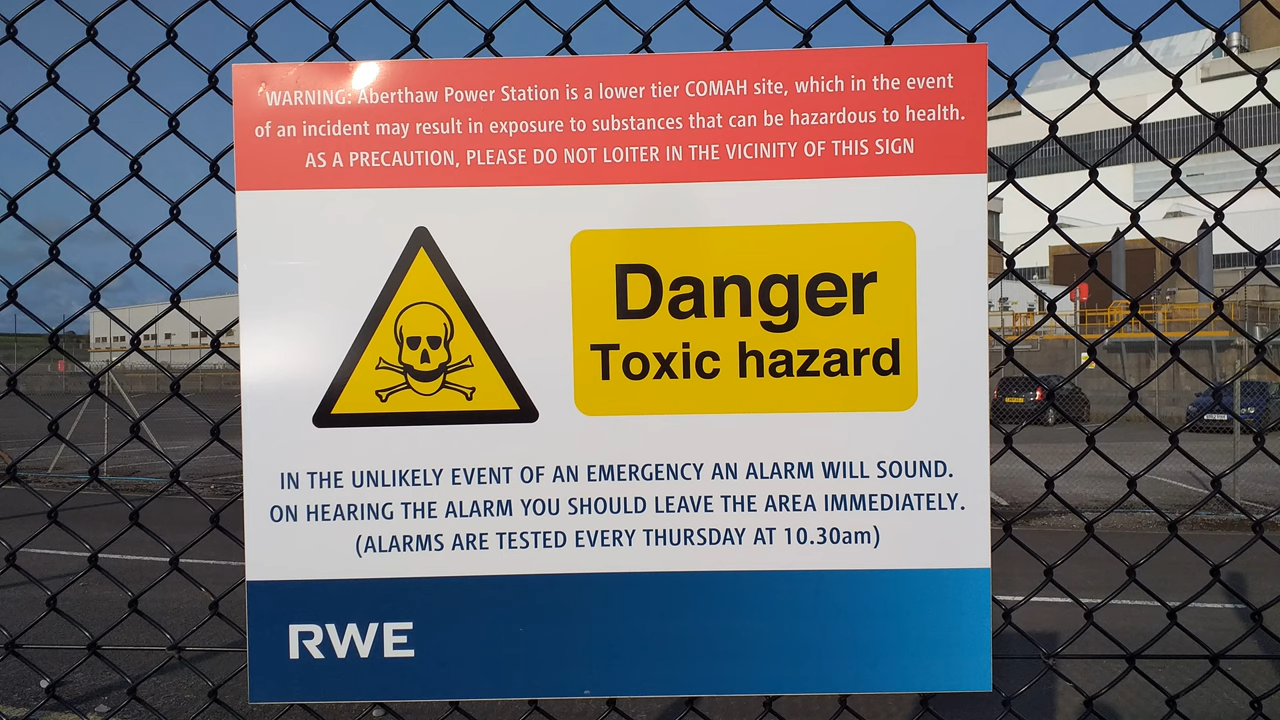 WARNING: Aberthaw Power Station is a lower tier COMAH site, which in the event
of an incident may result in exposure to substances that can be hazardous to health.
AS A PRECAUTION, PLEASE DO NOT LOITER IN THE VICINITY OF THIS SIGN
Danger
Toxic hazard
IN THE UNLIKELY EVENT OF AN EMERGENCY AN ALARM WILL SOUND.
ON HEARING THE ALARM YOU SHOULD LEAVE THE AREA IMMEDIATELY.
(ALARMS ARE TESTED EVERY THURSDAY AT 10.30am)
RWE